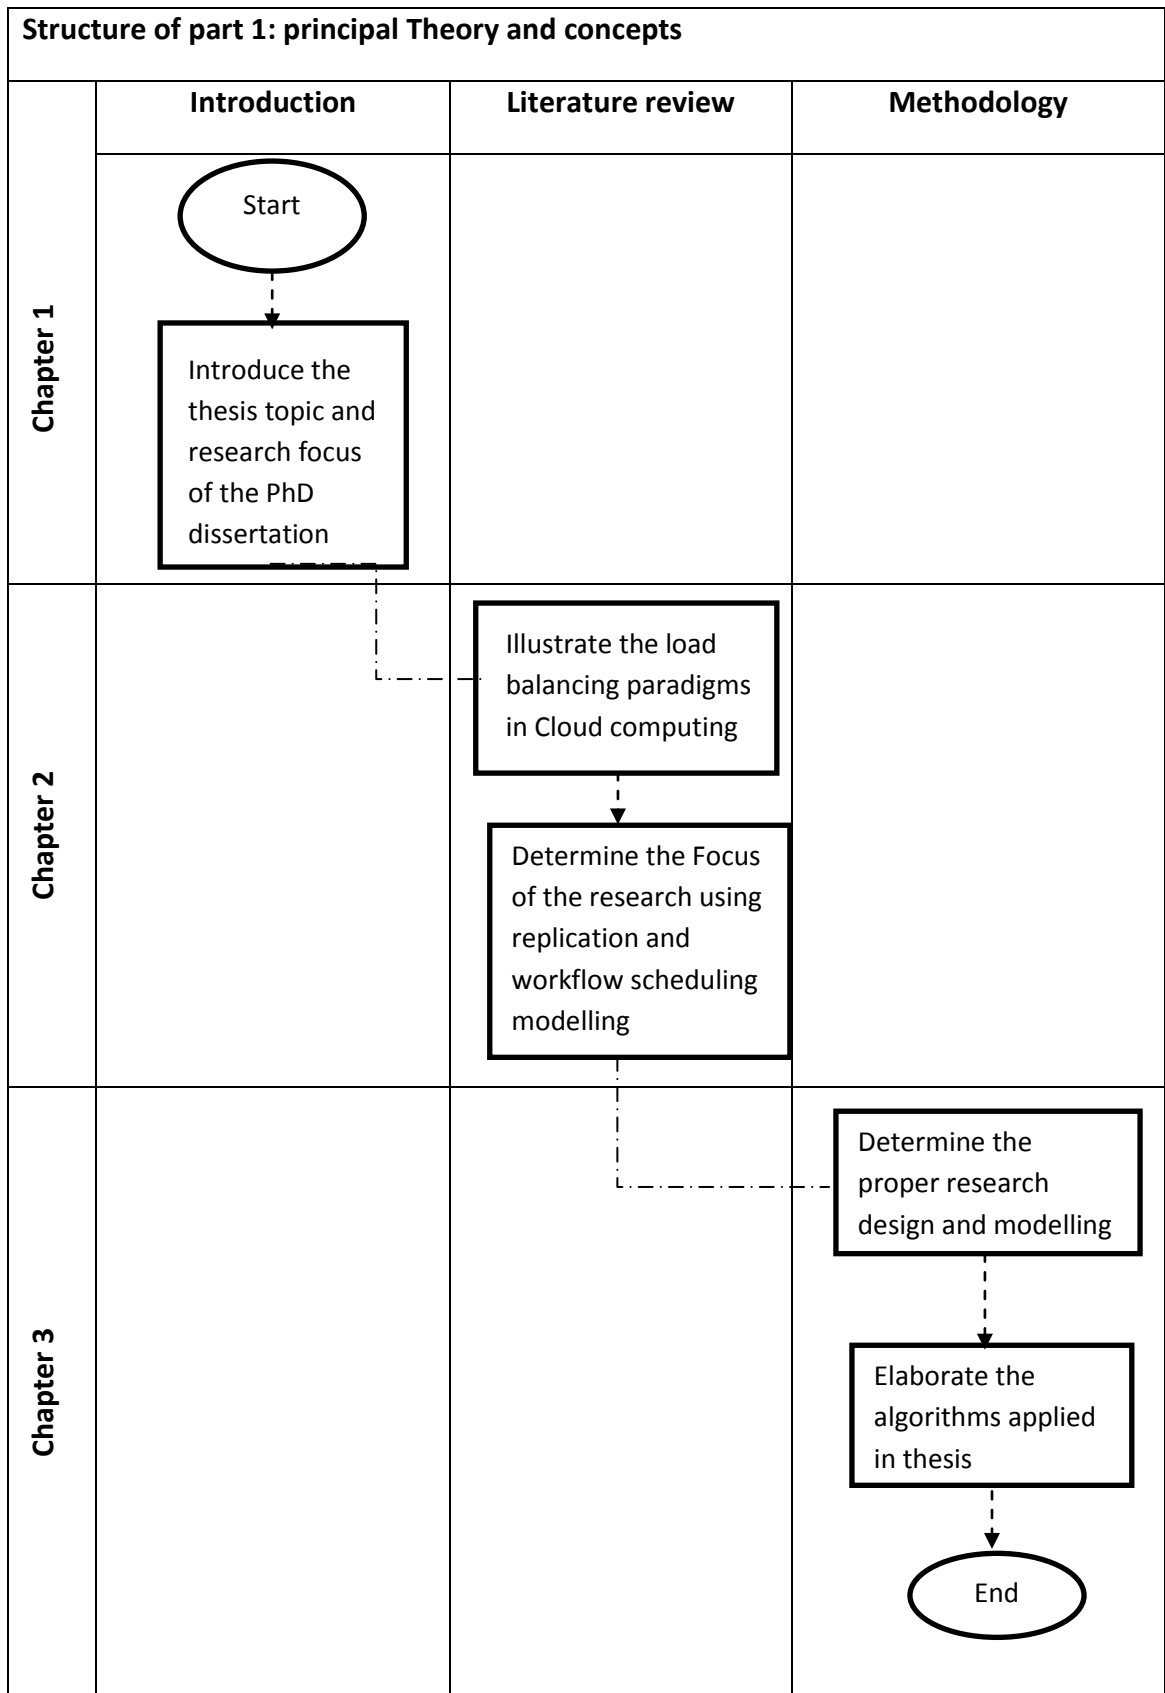 Structure of part 1: principal Theory and concepts
Introduction
Literature review
Methodology
Chapter 1
Start
Introduce the
thesis topic and
research focus
of the PhD
dissertation
Chapter 2
Illustrate the load
balancing paradigms
in Cloud computing
Determine the Focus
of the research using
replication and
workflow scheduling
modelling
Chapter 3
Determine the
proper research
design and modelling
Elaborate the
algorithms applied
in thesis
End